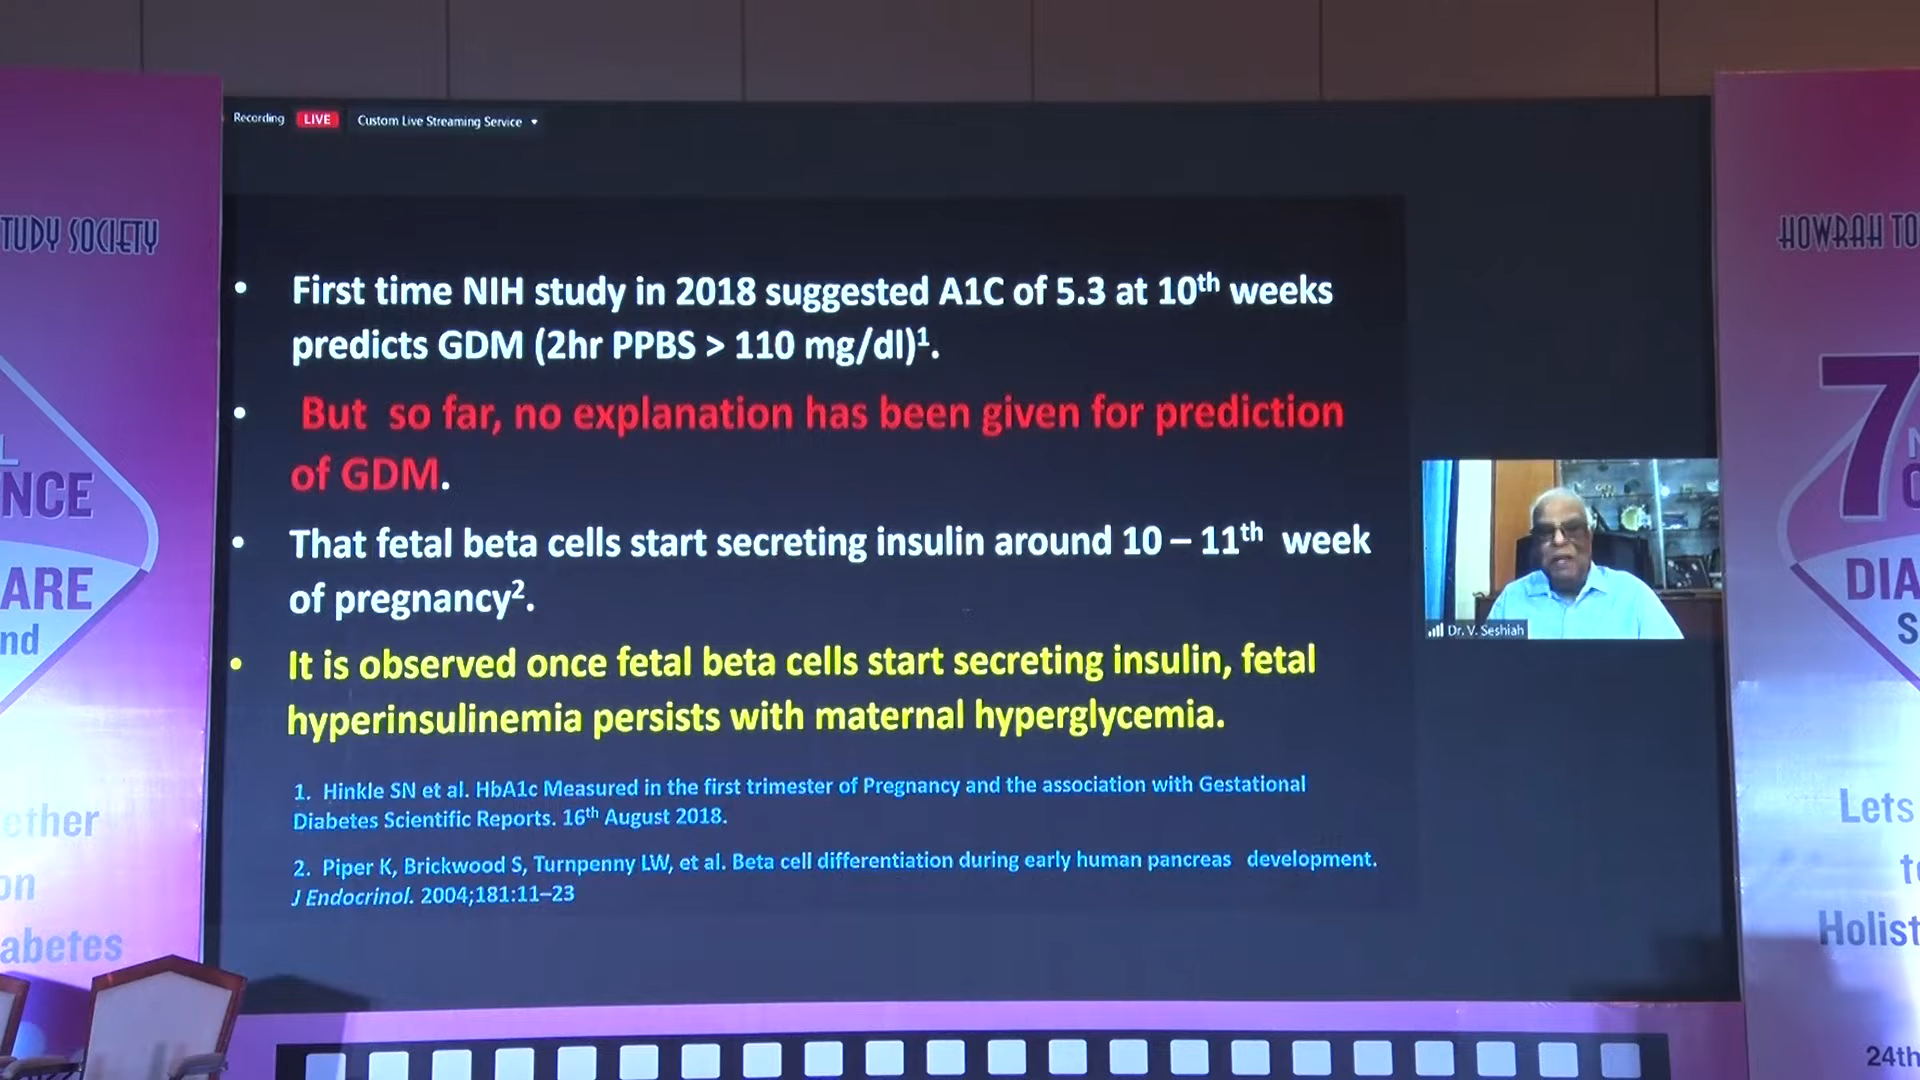 Recording LIVE Custom Live Streaming Service
TUDY SOCIETY
HOWRAH TO
• First time NIH study in 2018 suggested A1C of 5.3 at 10th weeks
predicts GDM (2hr PPBS > 110 mg/dl)1.
• But so far, no explanation has been given for prediction
of GDM.
• That fetal beta cells start secreting insulin around 10 – 11th week
of pregnancy2.
• It is observed once fetal beta cells start secreting insulin, fetal
hyperinsulinemia persists with maternal hyperglycemia.
1. Hinkle SN et al. HbA1c Measured in the first trimester of Pregnancy and the association with Gestational
Diabetes Scientific Reports. 16th August 2018.
2. Piper K, Brickwood S, Turnpenny LW, et al. Beta cell differentiation during early human pancreas development.
J Endocrinol. 2004;181:11–23
Dr. V. Seshiah
L
NCE
ARE
nd
ether
on
abetes
7
DIA
S
Lets
to
Holist
24th